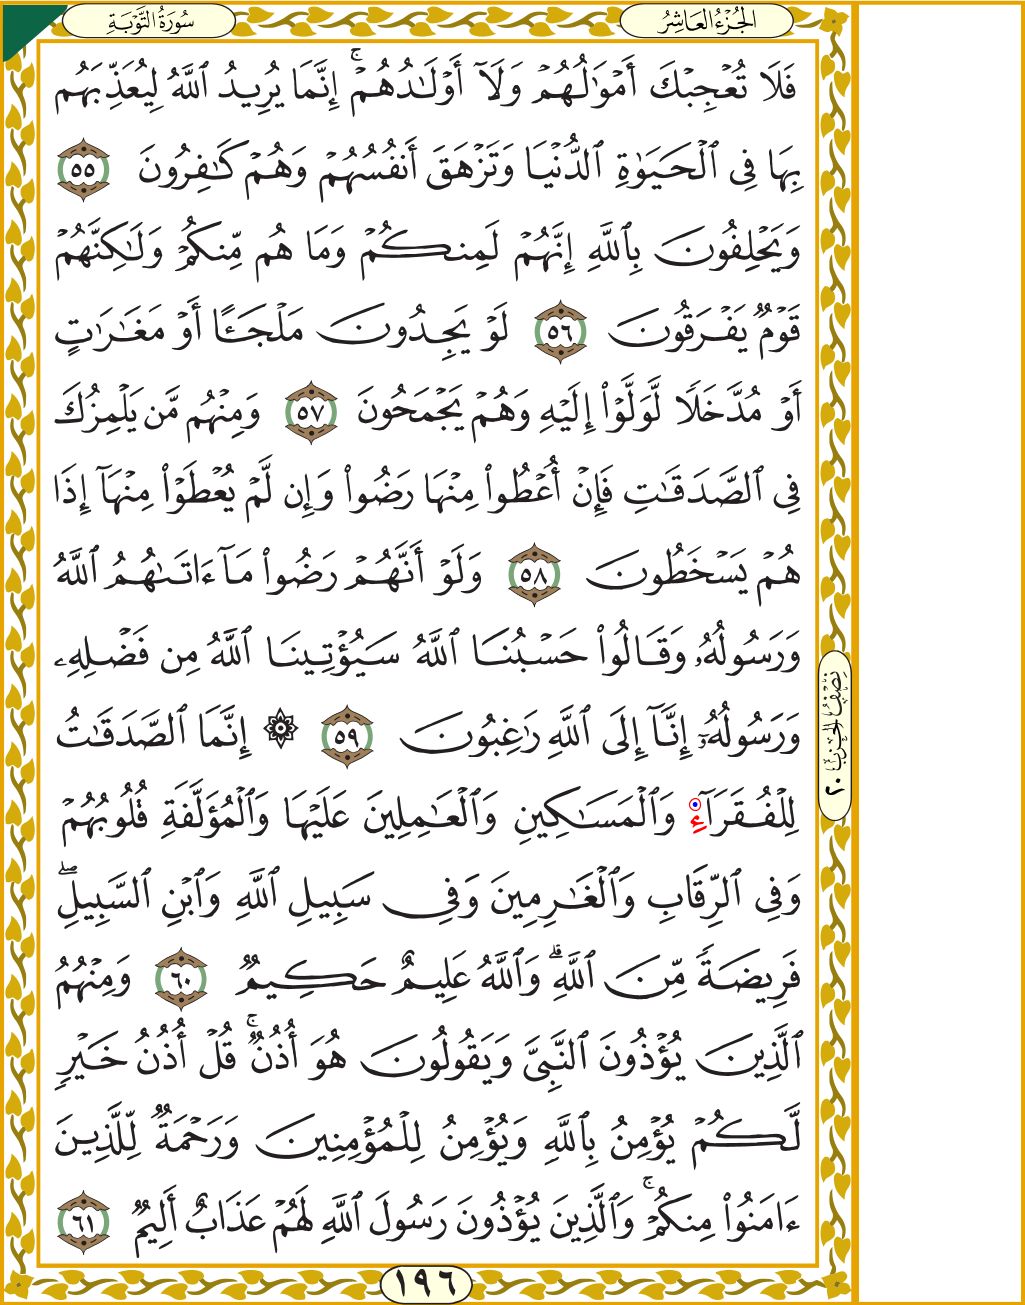 سُورَةُ التَّوْبَةِ
الجُزْءُ العَاشِرُ
فَلَا تُعْجِبْكَ أَمْوَٰلُهُمْ وَلَآ أَوْلَـٰدُهُمْ ۚ إِنَّمَا يُرِيدُ ٱللَّهُ لِيُعَذِّبَهُم
بِهَا فِى ٱلْحَيَوٰةِ ٱلدُّنْيَا وَتَزْهَقَ أَنفُسُهُمْ وَهُمْ كَـٰفِرُونَ ٥٥
وَيَحْلِفُونَ بِٱللَّهِ إِنَّهُمْ لَمِنكُمْ وَمَا هُم مِّنكُمْ وَلَـٰكِنَّهُمْ
قَوْمٌ يَفْرَقُونَ ٥٦ لَوْ يَجِدُونَ مَلْجَـًٔا أَوْ مَغَـٰرَٰتٍ
أَوْ مُدَّخَلًا لَّوَلَّوْا۟ إِلَيْهِ وَهُمْ يَجْمَحُونَ ٥٧ وَمِنْهُم مَّن يَلْمِزُكَ
فِى ٱلصَّدَقَـٰتِ فَإِنْ أُعْطُوا۟ مِنْهَا رَضُوا۟ وَإِن لَّمْ يُعْطَوْا۟ مِنْهَآ إِذَا
هُمْ يَسْخَطُونَ ٥٨ وَلَوْ أَنَّهُمْ رَضُوا۟ مَآ ءَاتَىٰهُمُ ٱللَّهُ
وَرَسُولُهُۥ وَقَالُوا۟ حَسْبُنَا ٱللَّهُ سَيُؤْتِينَا ٱللَّهُ مِن فَضْلِهِۦ
وَرَسُولُهُۥٓ إِنَّآ إِلَى ٱللَّهِ رَٰغِبُونَ ٥٩ ۞ إِنَّمَا ٱلصَّدَقَـٰتُ
لِلْفُقَرَآءِ وَٱلْمَسَـٰكِينِ وَٱلْعَـٰمِلِينَ عَلَيْهَا وَٱلْمُؤَلَّفَةِ قُلُوبُهُمْ
وَفِى ٱلرِّقَابِ وَٱلْغَـٰرِمِينَ وَفِى سَبِيلِ ٱللَّهِ وَٱبْنِ ٱلسَّبِيلِ ۖ
فَرِيضَةً مِّنَ ٱللَّهِ ۗ وَٱللَّهُ عَلِيمٌ حَكِيمٌ ٦٠ وَمِنْهُمُ
ٱلَّذِينَ يُؤْذُونَ ٱلنَّبِىَّ وَيَقُولُونَ هُوَ أُذُنٌ ۚ قُلْ أُذُنُ خَيْرٍ
لَّكُمْ يُؤْمِنُ بِٱللَّهِ وَيُؤْمِنُ لِلْمُؤْمِنِينَ وَرَحْمَةٌ لِّلَّذِينَ
ءَامَنُوا۟ مِنكُمْ ۚ وَٱلَّذِينَ يُؤْذُونَ رَسُولَ ٱللَّهِ لَهُمْ عَذَابٌ أَلِيمٌ ٦١
نِصْفُ الْحِزْبِ ٢٠
١٩٦